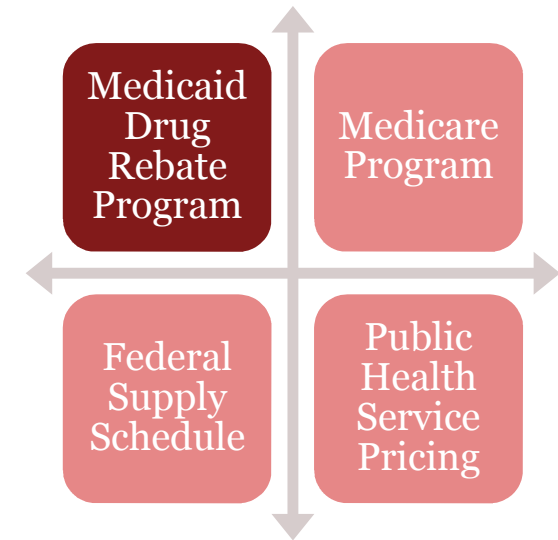 Medicaid
Drug
Rebate
Program
Medicare
Program
Federal
Supply
Schedule
Public
Health
Service
Pricing